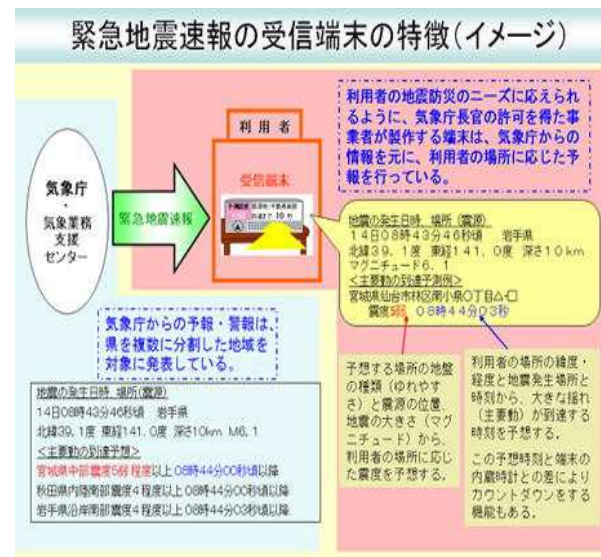 緊急地震速報の受信端末の特徴(イメージ)
利用者の地震防災のニーズに応えられ
るように、気象庁長官の許可を得た事
業者が製作する端末は、気象庁からの
情報を元に、利用者の場所に応じた予
報を行っている。
利用者
受信端末
気象庁
・
気象業務
支援
センター
緊急地震速報
地震の発生日時 場所(震源)
14日08時43分46秒頃 岩手県
北緯39.1度 東経141.0度 深さ10km
マグニチュード6.1
<主要動の到達予測例>
宮城県仙台市林区南小泉〇丁目△-□
震度5弱 08時44分03秒
気象庁からの予報・警報は、
県を複数に分割した地域を
対象に発表している。
地震の発生日時 場所(震源)
14日08時43分46秒頃 岩手県
北緯39.1度 東経141.0度 深さ10km M6.1
<主要動の到達予想>
宮城県中部震度5弱程度以上08時44分00秒頃以降
秋田県内陸南部震度4程度以上08時44分00秒頃以降
岩手県沿岸南部震度4程度以上08時44分03秒頃以降
予想する場所の地盤
の種類(ゆれやす
さ)と震源の位置、
地震の大きさ(マグ
ニチュード)から、
利用者の場所に応じ
た震度を予想する。
利用者の場所の緯度・
経度と地震発生場所と
時刻から、大きな揺れ
(主要動)が到達する
時刻を予想する。
この予想時刻と端末の
内蔵時計との差により
カウントダウンをする
機能もある。